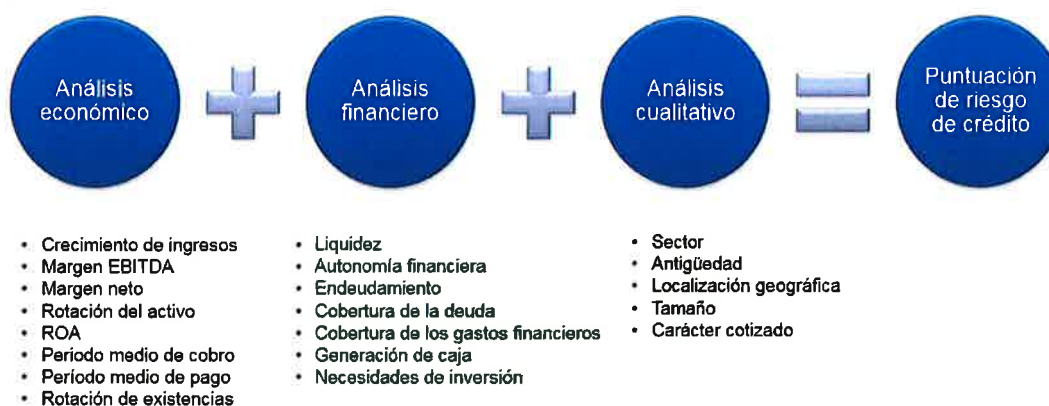 Análisis
económico
Análisis
financiero
Análisis
cualitativo
Puntuación
de riesgo
de crédito
• Crecimiento de ingresos
• Margen EBITDA
• Margen neto
• Rotación del activo
• ROA
• Periodo medio de cobro
• Período medio de pago
• Rotación de existencias
• Liquidez
• Autonomía financiera
• Endeudamiento
• Cobertura de la deuda
• Cobertura de los gastos financieros
• Generación de caja
• Necesidades de inversión
• Sector
• Antigüedad
• Localización geográfica
• Tamaño
• Carácter cotizado